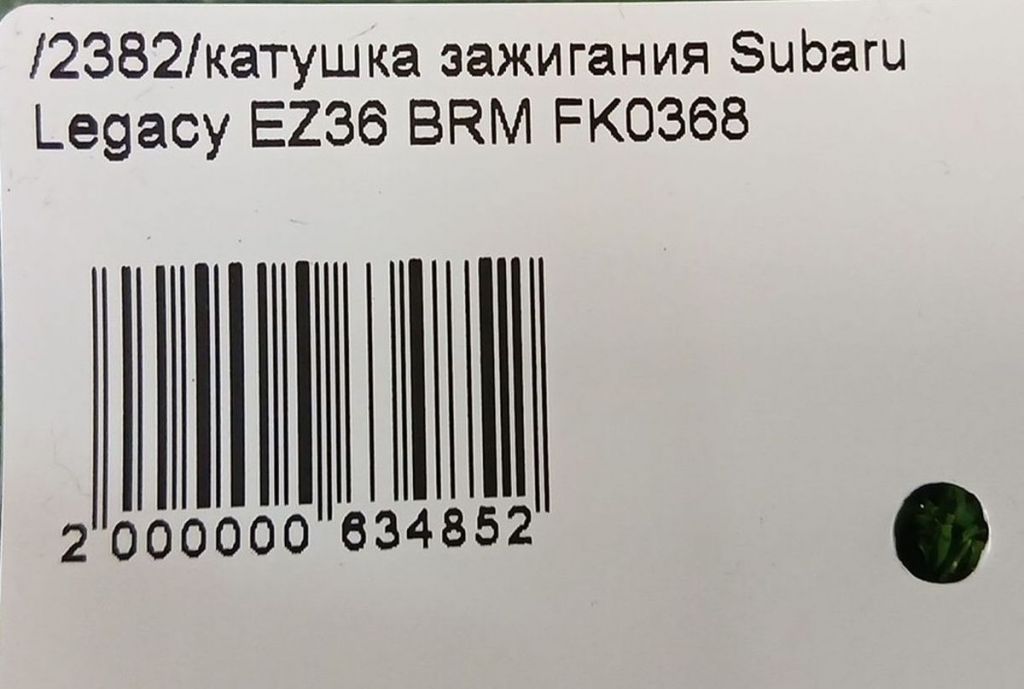 /2382/катушка зажигания Subaru
Legacy EZ36 BRM FK0368
2 000000 634852